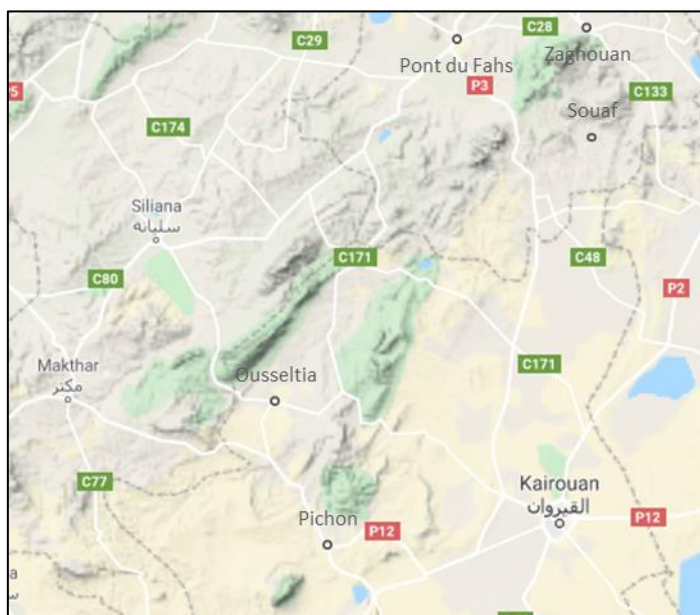 C28
Zaghouan
C29
Pont du Fahs
P3
C133
C174
Souaf
Siliana
سليانة
C171
C48
C80
P2
Makthar
مكثر
C171
Ousseltia
C77
Kairouan
القيروان
Pichon
P12
P12